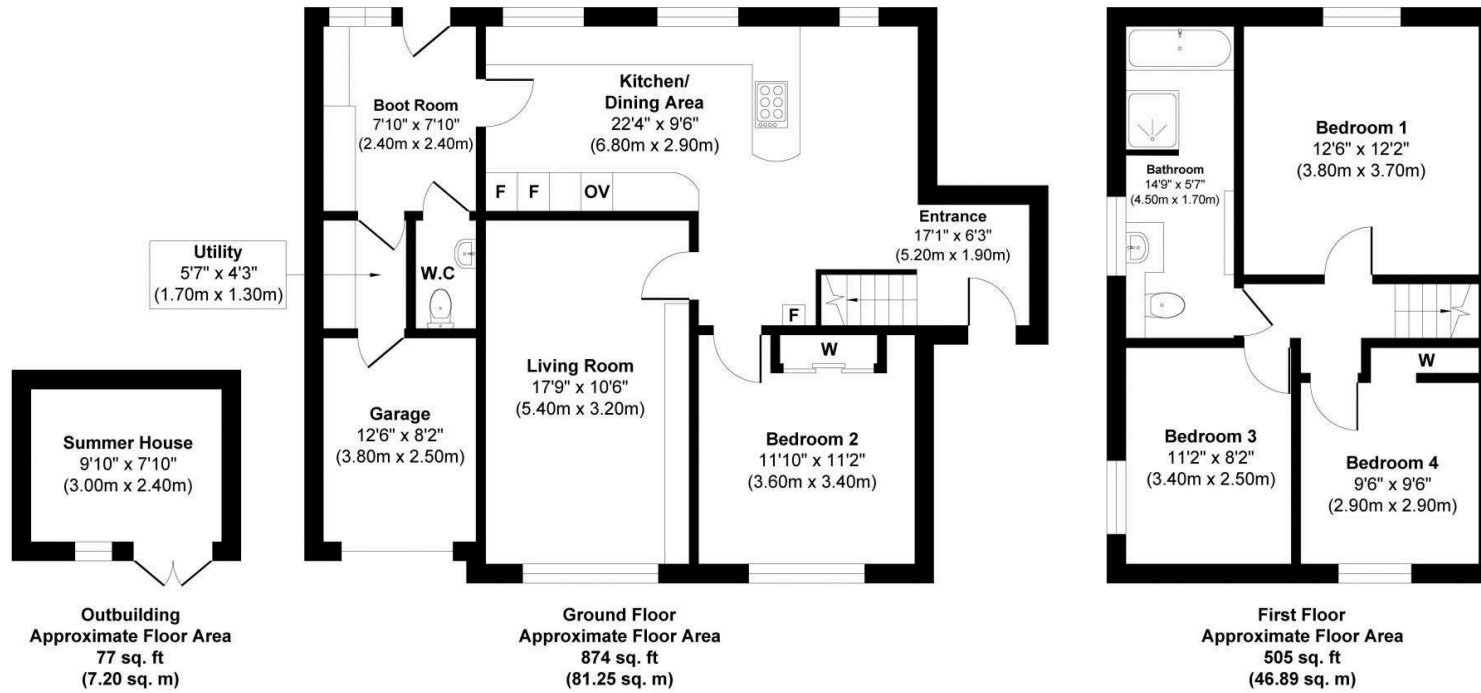 Boot Room
7'10" x 7'10"
(2.40m x 2.40m)
Kitchen/
Dining Area
22'4" x 9'6"
(6.80m x 2.90m)
F
F
OV
Entrance
17'1" x 6'3"
(5.20m x 1.90m)
Utility
5'7" x 4'3"
(1.70m x 1.30m)
W.C
F
W
Living Room
17'9" x 10'6"
(5.40m x 3.20m)
Garage
12'6" x 8'2"
(3.80m x 2.50m)
Bedroom 2
11'10" x 11'2"
(3.60m x 3.40m)
Summer House
9'10" x 7'10"
(3.00m x 2.40m)
Bedroom 1
12'6" x 12'2"
(3.80m x 3.70m)
Bathroom
14'9" x 5'7"
(4.50m x 1.70m)
W
Bedroom 3
11'2" x 8'2"
(3.40m x 2.50m)
Bedroom 4
9'6" x 9'6"
(2.90m x 2.90m)
Outbuilding
Approximate Floor Area
77 sq. ft
(7.20 sq. m)
Ground Floor
Approximate Floor Area
874 sq. ft
(81.25 sq. m)
First Floor
Approximate Floor Area
505 sq. ft
(46.89 sq. m)